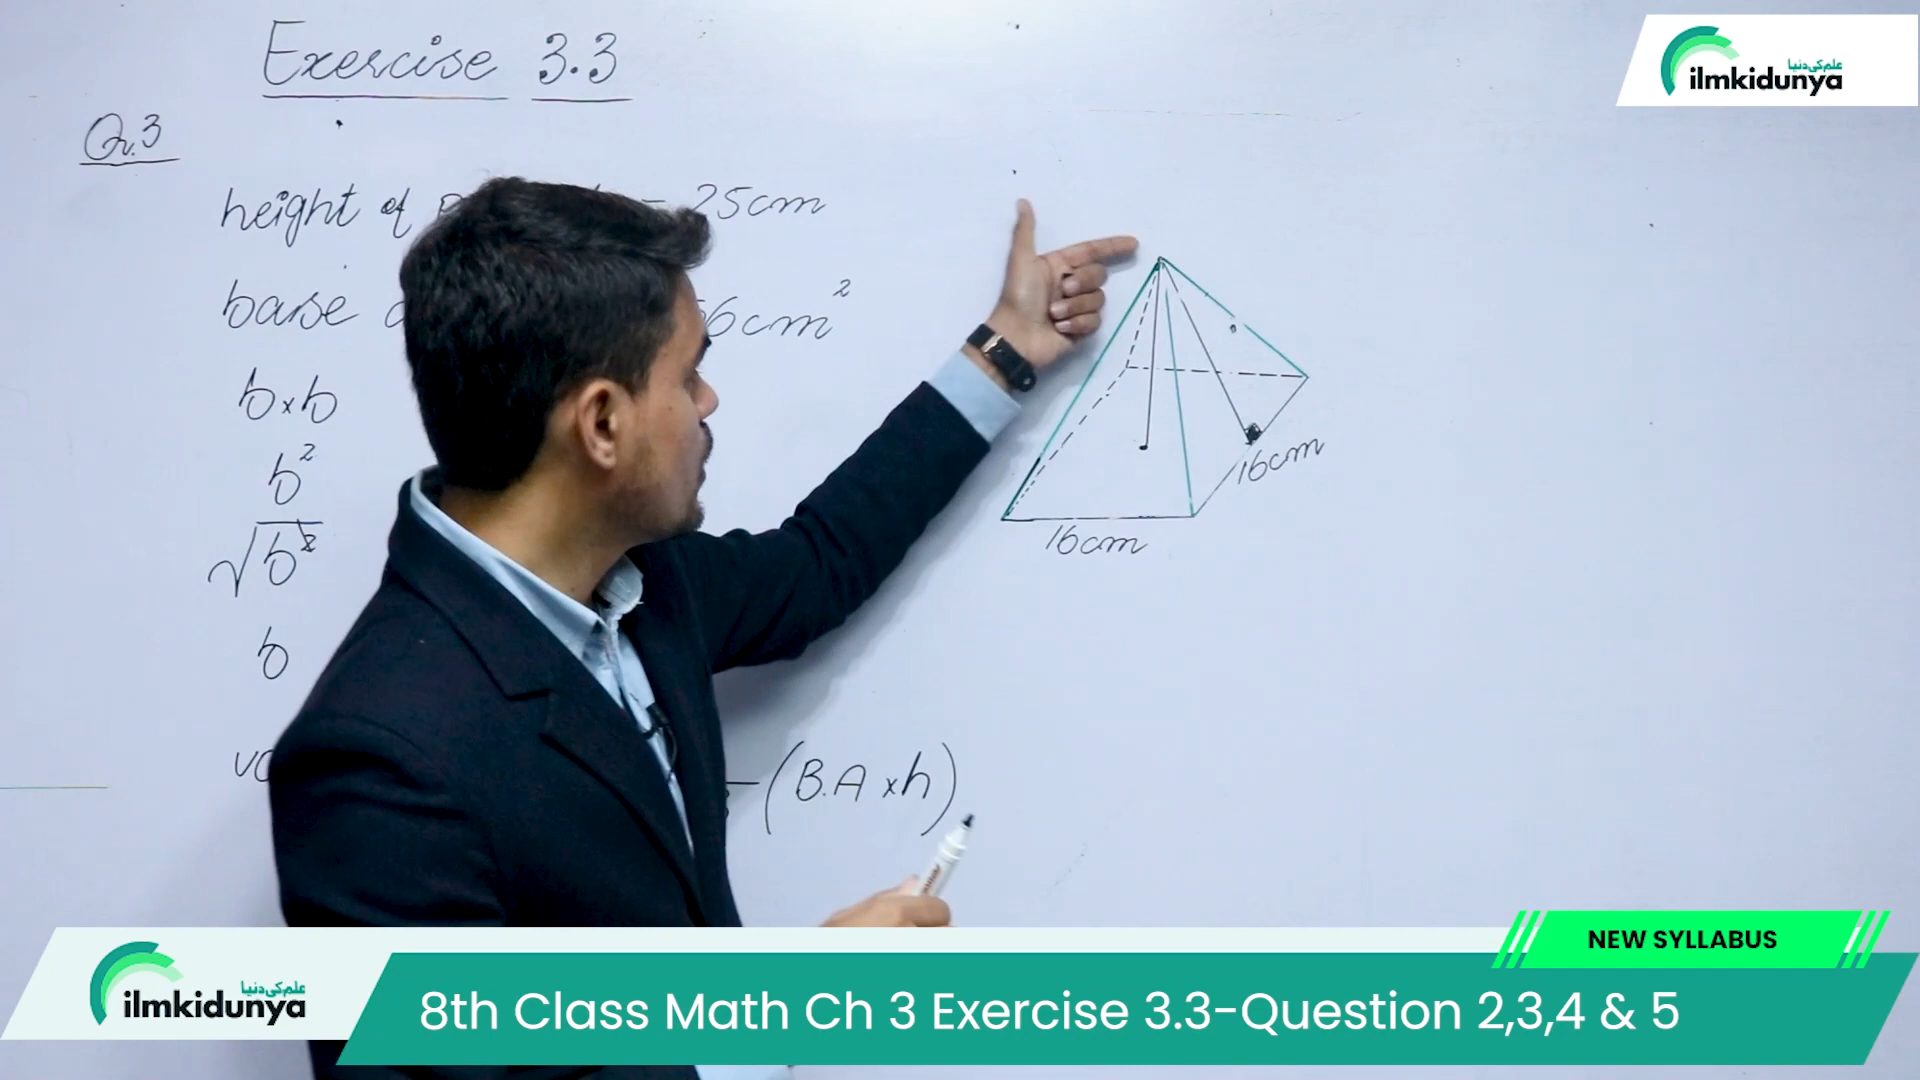 Exercise 3.3
علم کی دنیا
ilmkidunya
Q.3
height of = 25cm
base 56cm²
b×b
b²
√b²
b
(B.A × h)
16cm
16cm
NEW SYLLABUS
علم کی دنیا
ilmkidunya
8th Class Math Ch 3 Exercise 3.3-Question 2,3,4 & 5